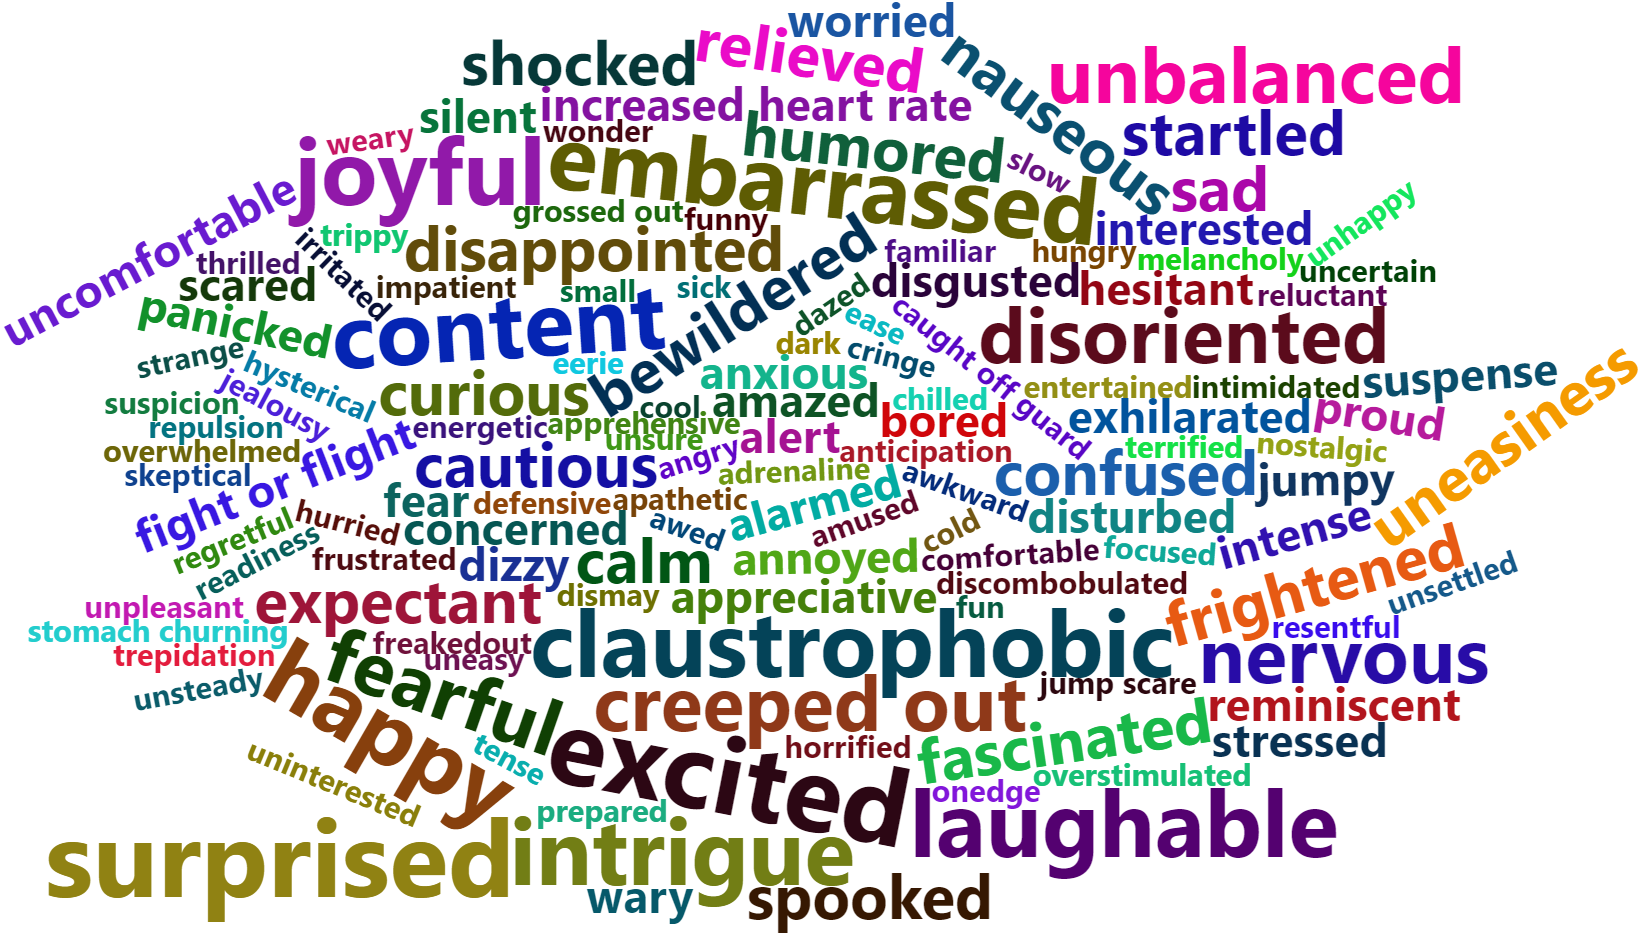 worried
shocked
relieved
nauseous
unbalanced
silent
increased heart rate
startled
weary
wonder
humored
slow
joyful
embarrassed
sad
uncomfortable
grossed out
funny
interested
unhappy
irritated
trippy
disappointed
bewildered
familiar
hungry
melancholy
uncertain
thrilled
scared
impatient
small
sick
dazed
disgusted
hesitant
reluctant
panicked
content
ease
caught off guard
disoriented
strange
hysterical
eerie
dark
cringe
jealousy
curious
anxious
entertained
intimidated
suspense
uneasiness
suspicion
cool
amazed
chilled
bored
exhilarated
proud
repulsion
energetic
apprehensive
unsure
alert
anticipation
terrified
nostalgic
overwhelmed
fight or flight
cautious
angry
adrenaline
awkward
confused
jumpy
skeptical
fear
defensive
apathetic
alarmed
amused
disturbed
intense
regretful
hurried
concerned
awed
cold
readiness
frustrated
dizzy
calm
annoyed
comfortable
focused
frightened
unsettled
unpleasant
expectant
dismay
appreciative
discombobulated
fun
stomach churning
freakedout
claustrophobic
resentful
trepidation
fearful
uneasy
nervous
unsteady
happy
creeped out
jump scare
reminiscent
uninterested
tense
excited
horrified
fascinated
stressed
overstimulated
onedge
prepared
surprised
intrigue
laughable
wary
spooked